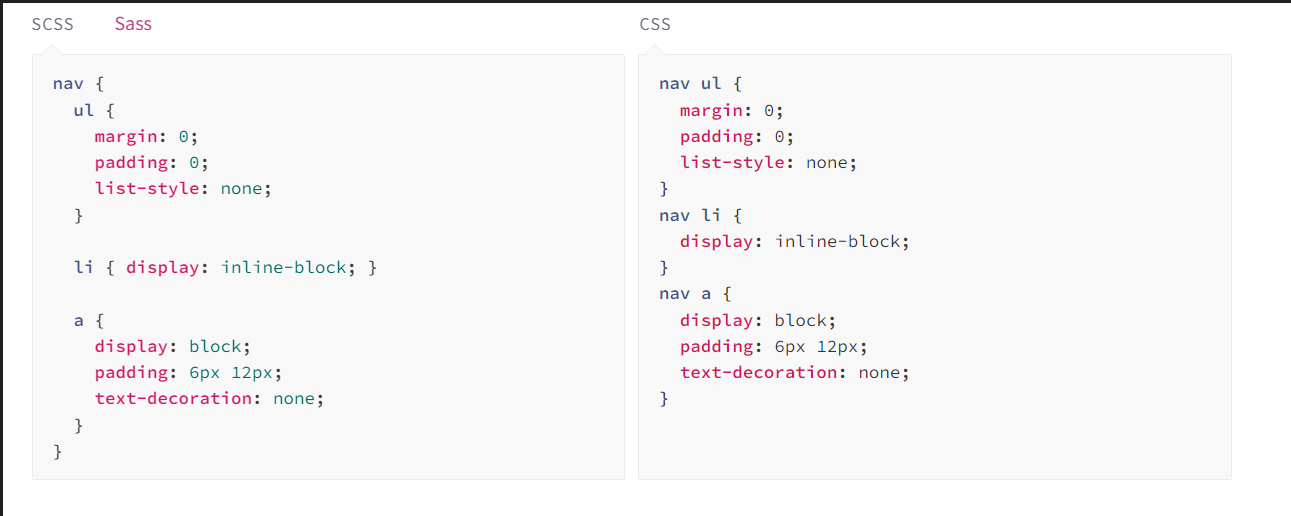 SCSS Sass
nav {
  ul {
    margin: 0;
    padding: 0;
    list-style: none;
  }

  li { display: inline-block; }

  a {
    display: block;
    padding: 6px 12px;
    text-decoration: none;
  }
}
CSS
nav ul {
  margin: 0;
  padding: 0;
  list-style: none;
}
nav li {
  display: inline-block;
}
nav a {
  display: block;
  padding: 6px 12px;
  text-decoration: none;
}